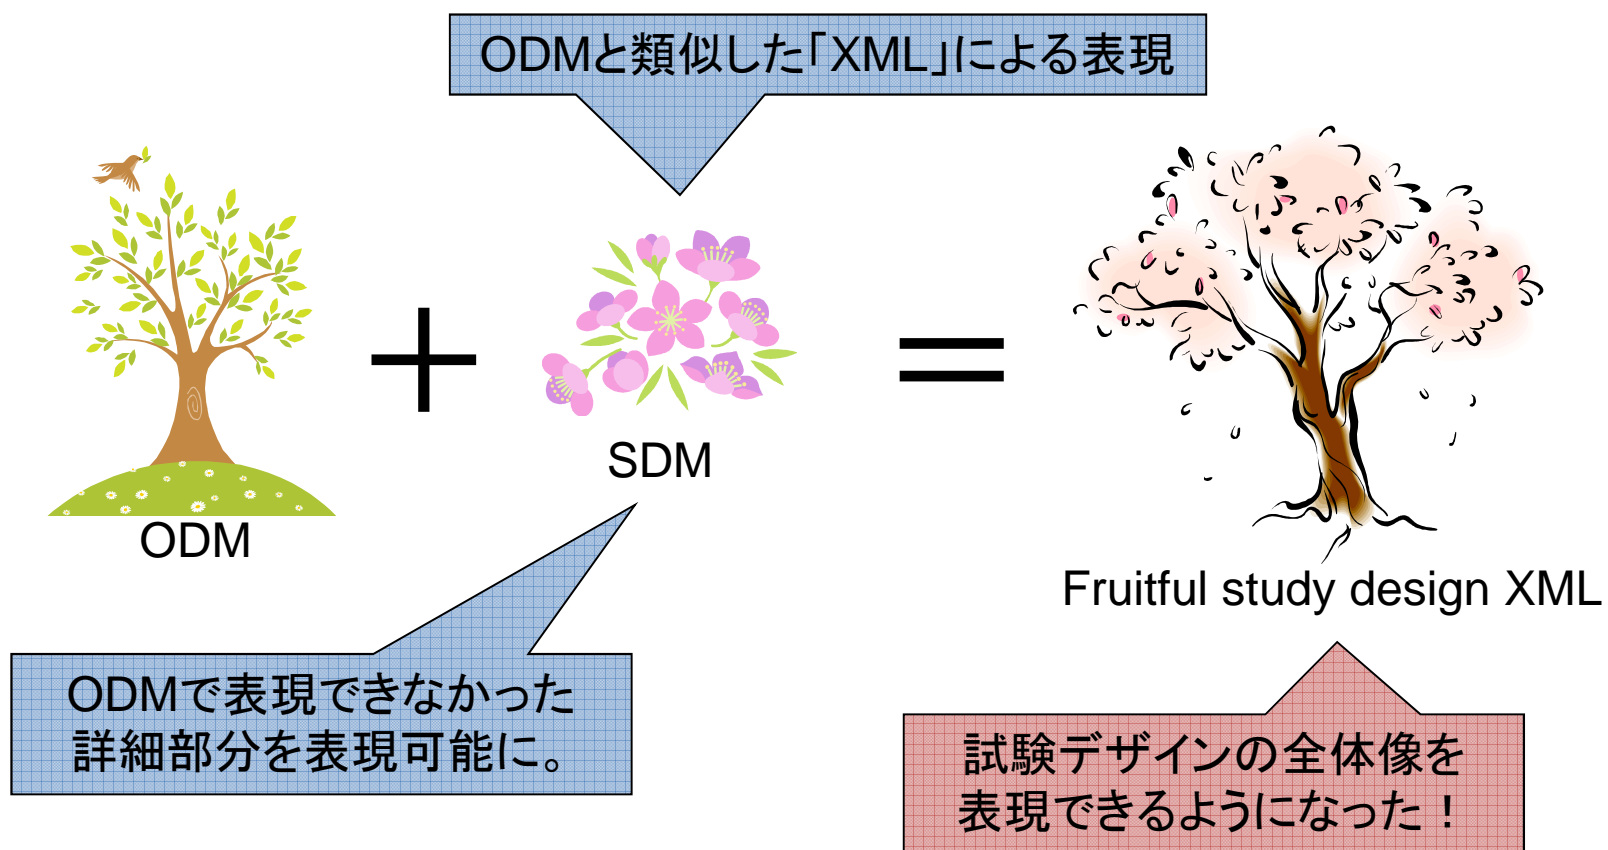 ODMと類似した「XML」による表現
ODM
SDM
Fruitful study design XML
ODMで表現できなかった
詳細部分を表現可能に。
試験デザインの全体像を
表現できるようになった！